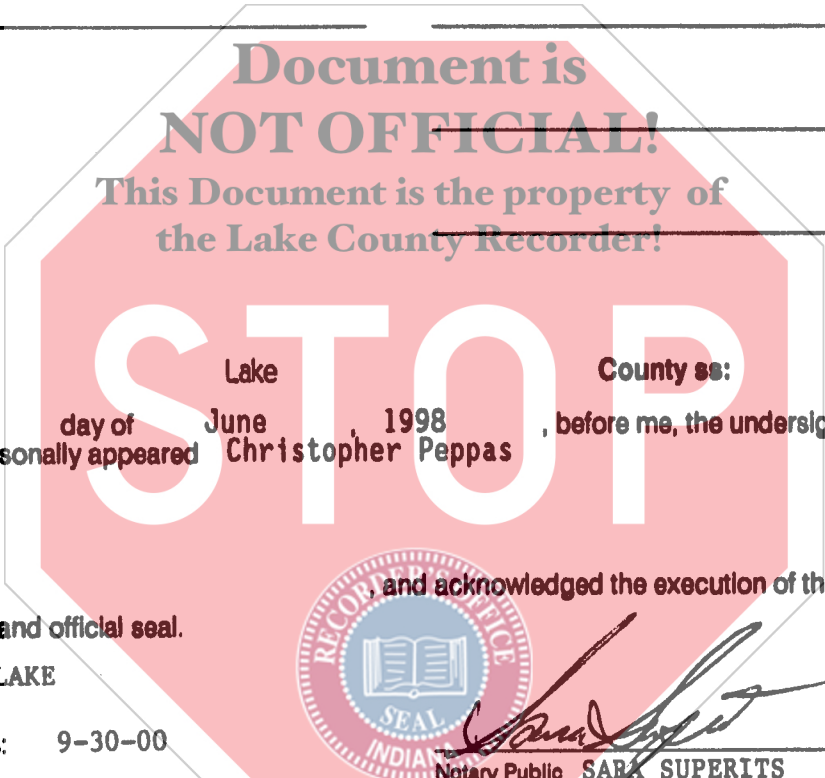 Document is
NOT OFFICIAL!
This Document is the property of
the Lake County Recorder!
STOP
Lake County ss:
day of June , 1998 , before me, the undersig
sonally appeared Christopher Peppas
, and acknowledged the execution of th
and official seal.
LAKE
RECORDER'S OFFICE
SEAL
INDIANA
: 9-30-00
Notary Public SARA SUPERITS